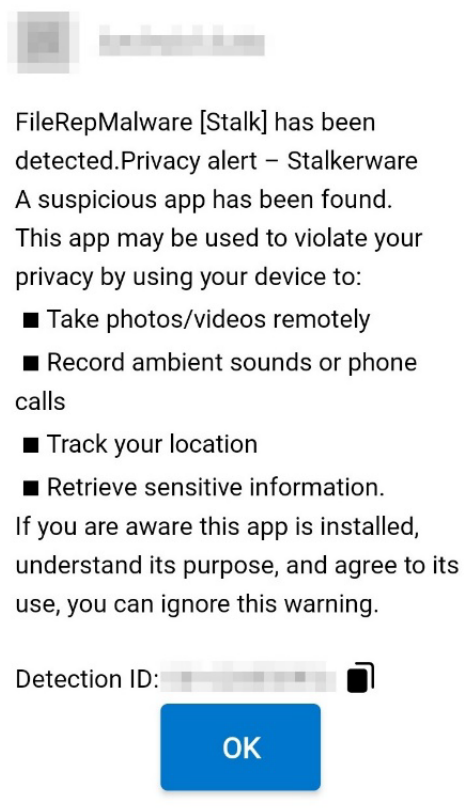 FileRepMalware [Stalk] has been
detected.Privacy alert – Stalkerware
A suspicious app has been found.
This app may be used to violate your
privacy by using your device to:
■ Take photos/videos remotely
■ Record ambient sounds or phone
calls
■ Track your location
■ Retrieve sensitive information.
If you are aware this app is installed,
understand its purpose, and agree to its
use, you can ignore this warning.
Detection ID:
OK